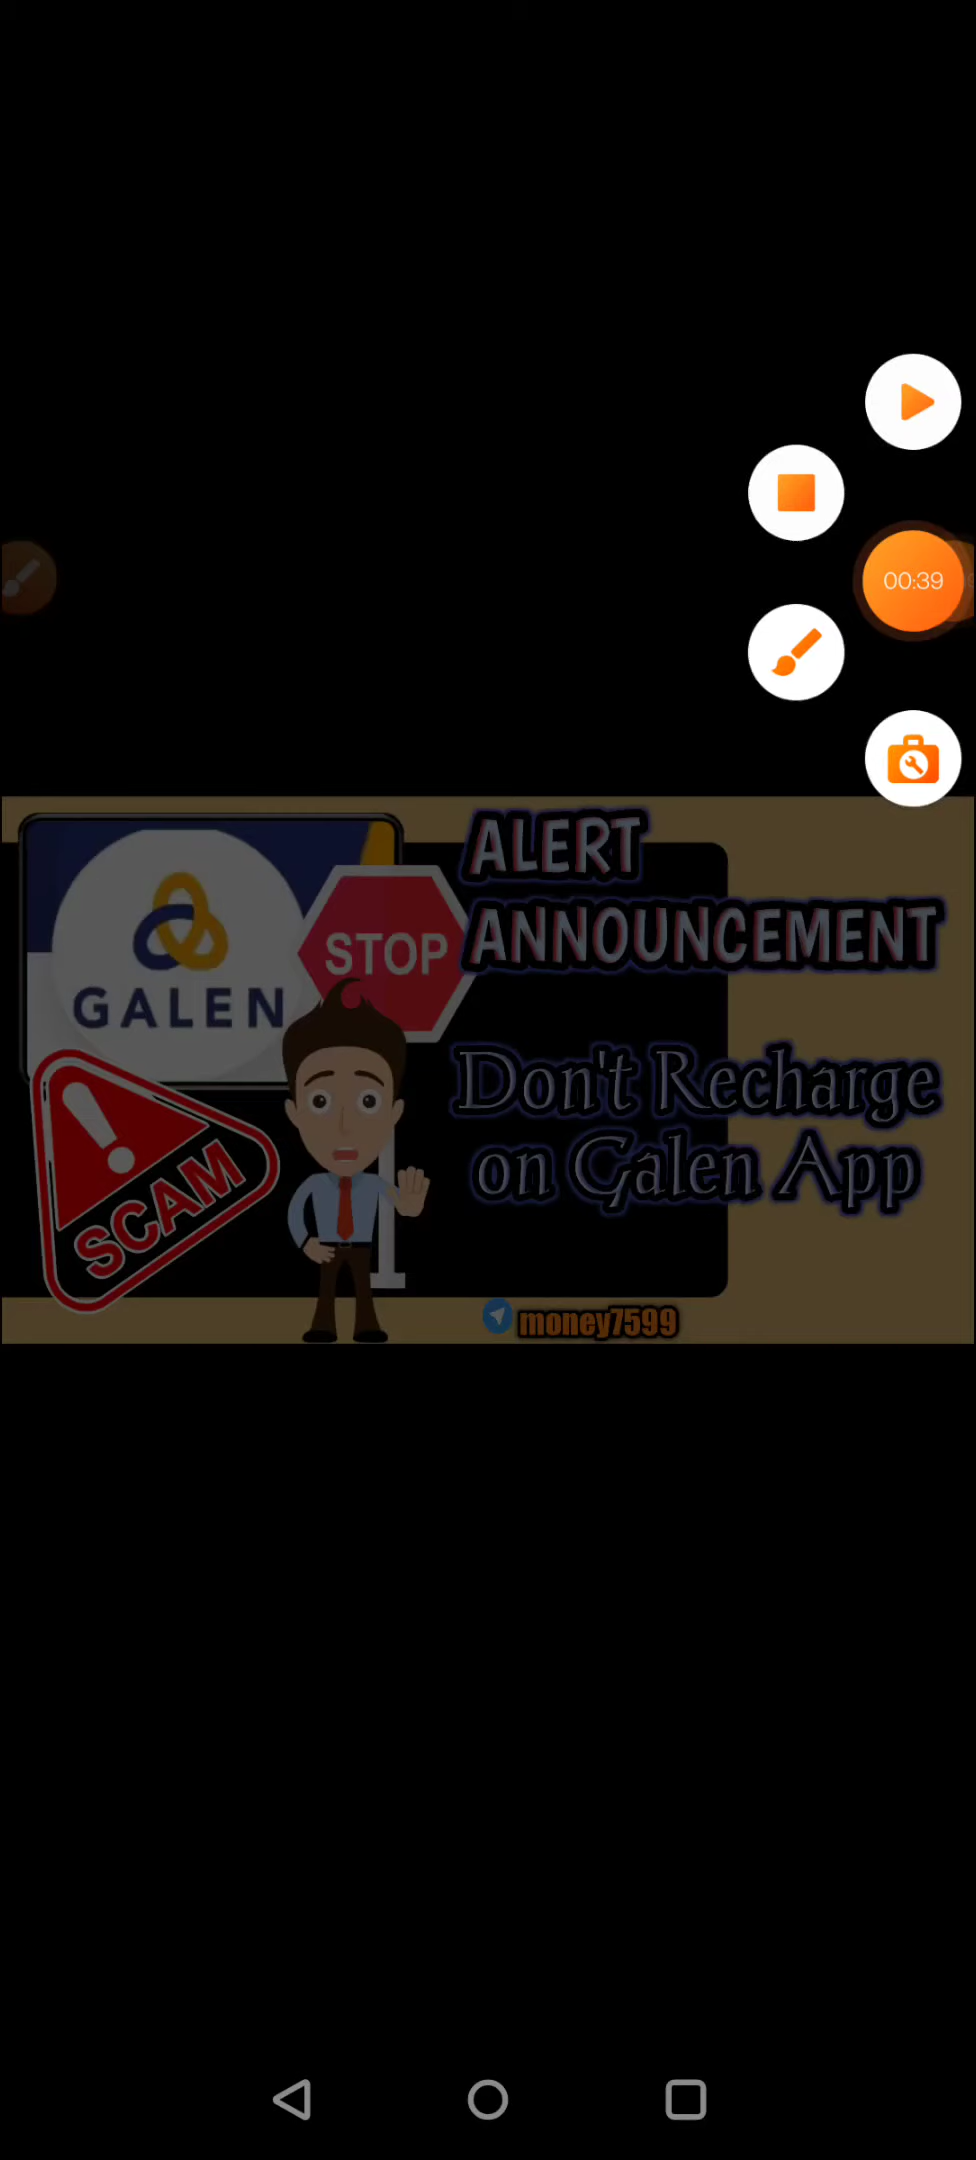 00:39
GALEN
STOP
ALERT
ANNOUNCEMENT
Don't Recharge
on Galen App
SCAM
money7599